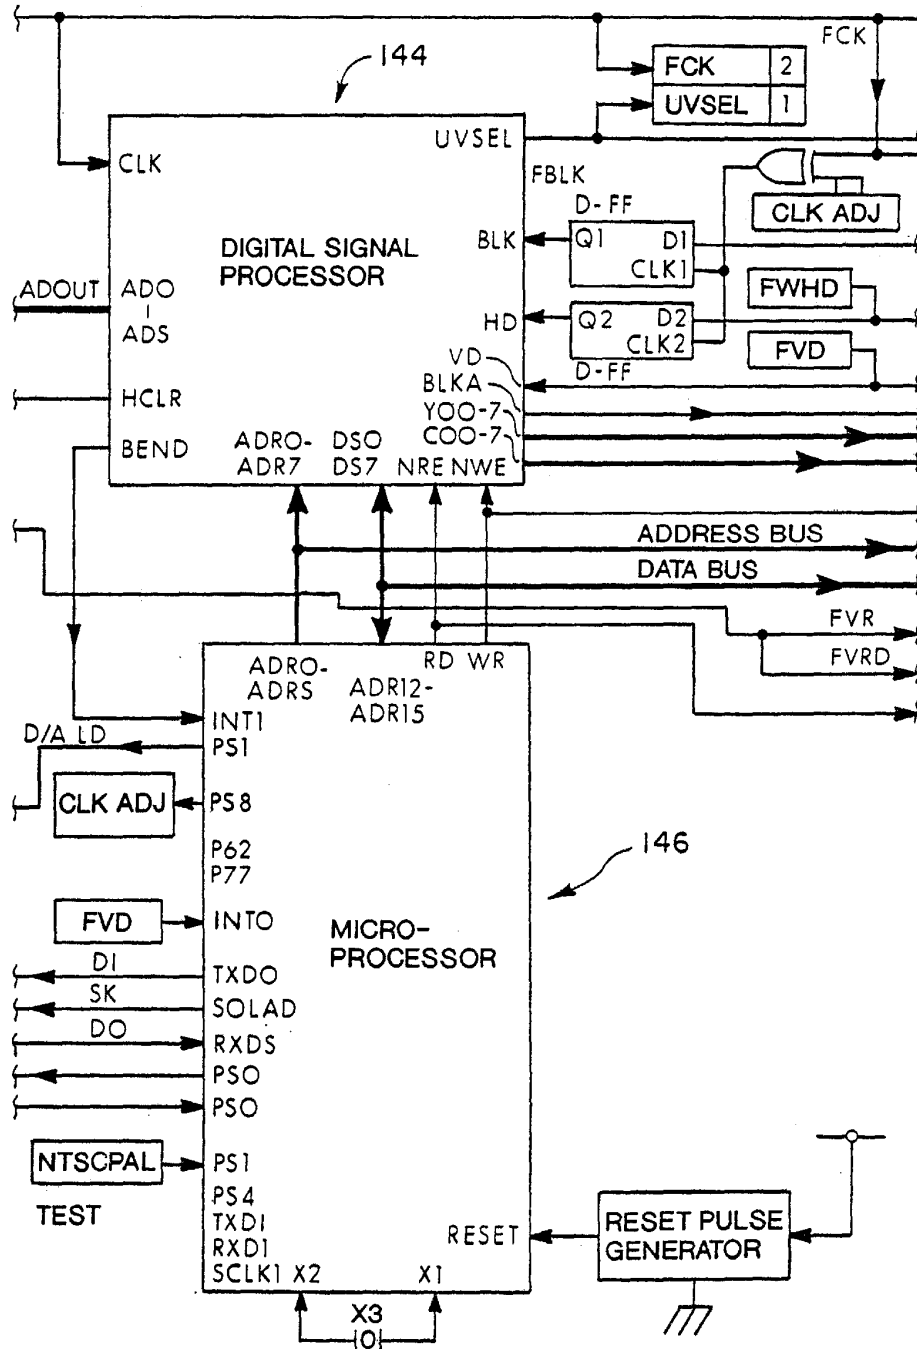 FCK
144
FCK 2
UVSEL 1
UVSEL
CLK
FBLK
CLK ADJ
D-FF
DIGITAL SIGNAL
PROCESSOR
BLK
Q1 D1
CLK1
ADOUT
ADO
-
ADS
FWHD
HD
Q2 D2
CLK2
FVD
VD
D-FF
BLKA
HCLR
YOO-7
COO-7
BEND
ADRO-
ADR7
DSO
DS7
NRE NWE
ADDRESS BUS
DATA BUS
FVR
FVRD
ADRO-
ADRS
ADR12-
ADR15
RD WR
INT1
D/A LD
PS1
CLK ADJ
PS8
P62
P77
146
FVD
INTO
MICRO-
PROCESSOR
DI
TXDO
SK
SOLAD
DO
RXDS
PSO
PSO
NTSCPAL
PS1
TEST
PS4
TXD1
RXD1
SCLK1 X2 X1
RESET
RESET PULSE
GENERATOR
X3